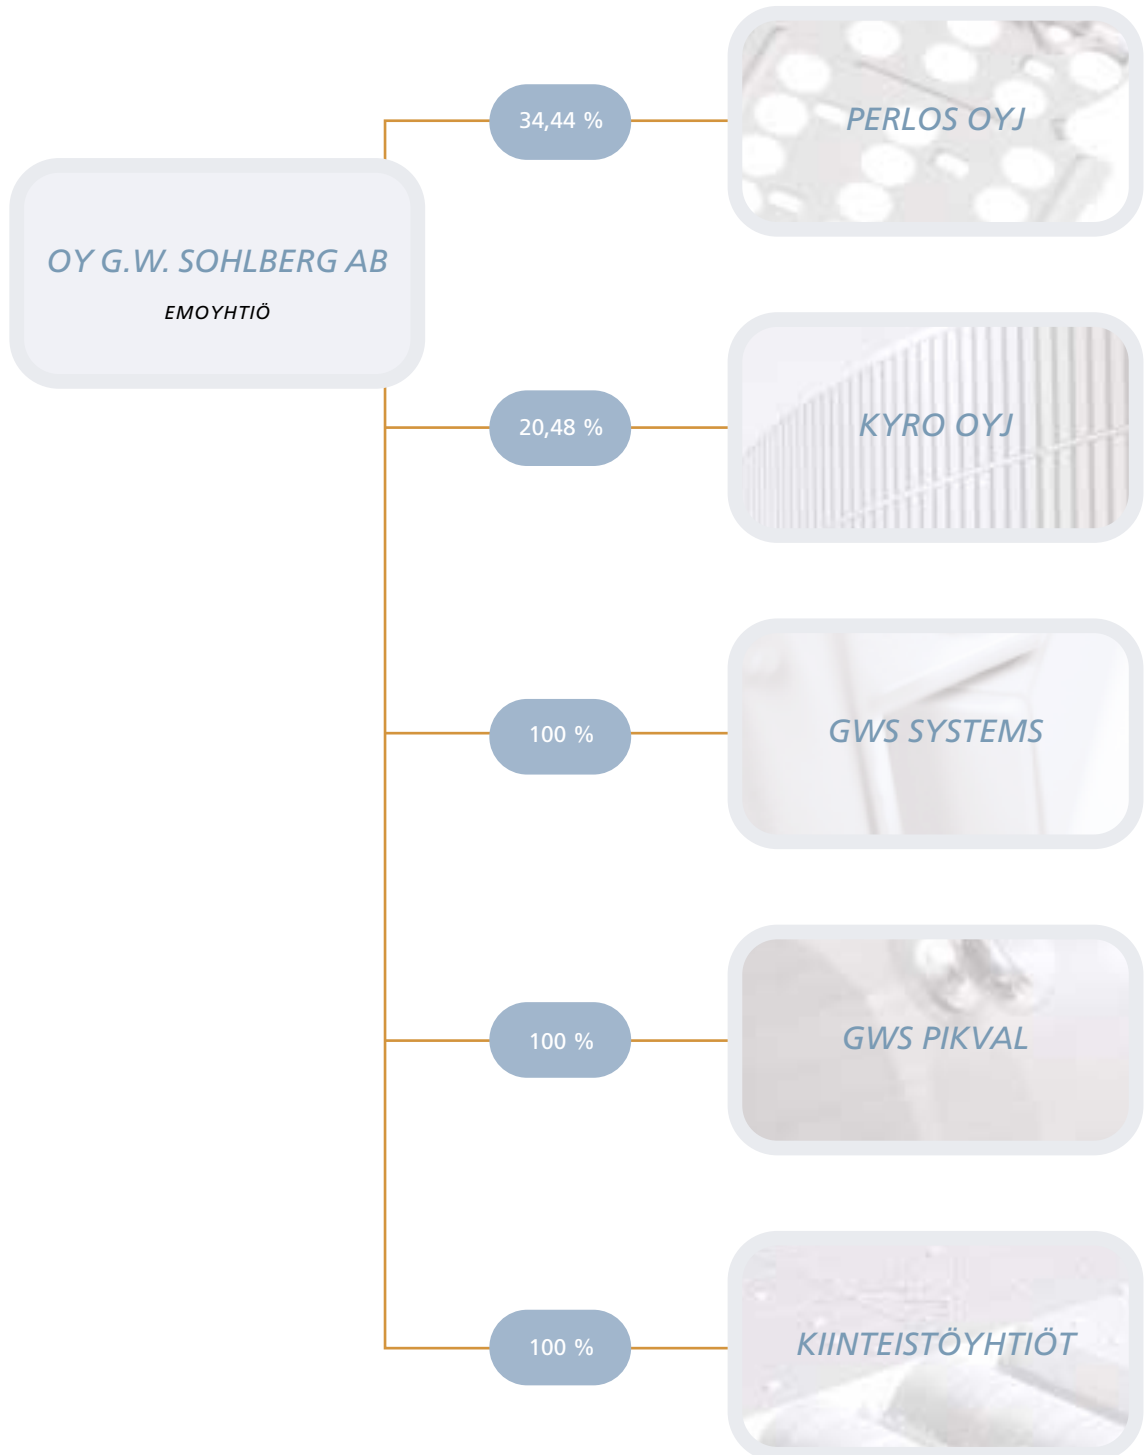 34,44 %
PERLOS OYJ
OY G.W. SOHLBERG AB
EMOYHTIÖ
20,48 %
KYRO OYJ
100 %
GWS SYSTEMS
100 %
GWS PIKVAL
100 %
KIINTEISTÖYHTIÖT